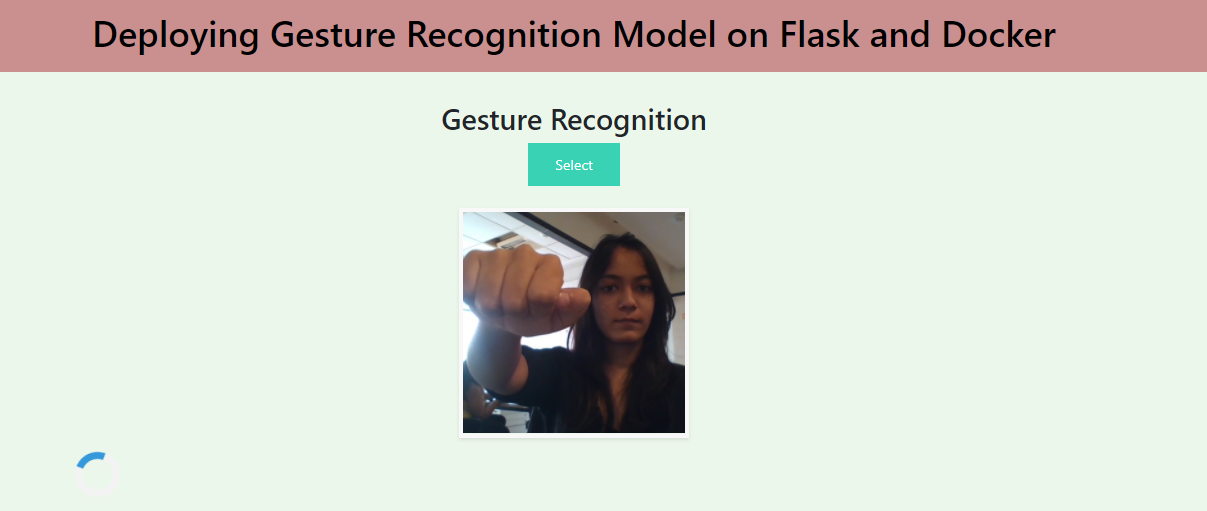 Deploying Gesture Recognition Model on Flask and Docker
Gesture Recognition
Select